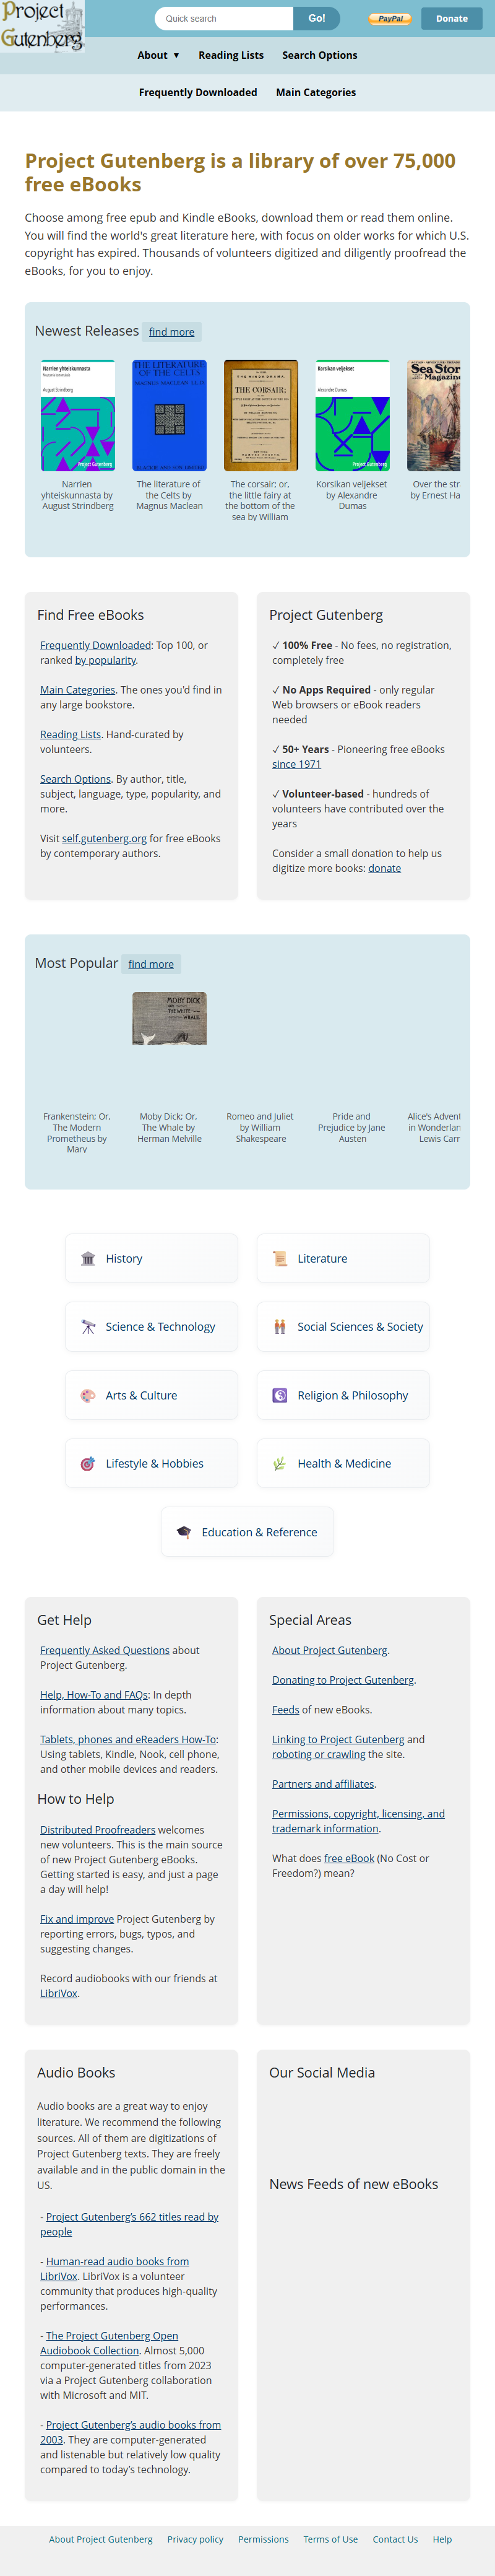 Project
Gutenberg
Quick search
Go!
PayPal
Donate
About ▼
Reading Lists
Search Options
Frequently Downloaded
Main Categories
Project Gutenberg is a library of over 75,000
free eBooks
Choose among free epub and Kindle eBooks, download them or read them online.
You will find the world's great literature here, with focus on older works for which U.S.
copyright has expired. Thousands of volunteers digitized and diligently proofread the
eBooks, for you to enjoy.
Newest Releases find more
Narrien yhteiskunnasta
August Strindberg
Project Gutenberg
THE LITERATURE
OF THE CELTS
MAGNUS MACLEAN
THE CORSAIR;
Korsikan veljekset
Alexandre Dumas
Project Gutenberg
Sea Stor
Magazin
Narrien
yhteiskunnasta by
August Strindberg
The literature of
the Celts by
Magnus Maclean
The corsair; or,
the little fairy at
the bottom of the
sea by William
Korsikan veljekset
by Alexandre
Dumas
Over the str
by Ernest Ha
Find Free eBooks
Frequently Downloaded: Top 100, or
ranked by popularity.
Main Categories. The ones you'd find in
any large bookstore.
Reading Lists. Hand-curated by
volunteers.
Search Options. By author, title,
subject, language, type, popularity, and
more.
Visit self.gutenberg.org for free eBooks
by contemporary authors.
Project Gutenberg
✓ 100% Free - No fees, no registration,
completely free
✓ No Apps Required - only regular
Web browsers or eBook readers
needed
✓ 50+ Years - Pioneering free eBooks
since 1971
✓ Volunteer-based - hundreds of
volunteers have contributed over the
years
Consider a small donation to help us
digitize more books: donate
Most Popular find more
MOBY DICK
THE WHITE
WHALE
Frankenstein; Or,
The Modern
Prometheus by
Mary
Moby Dick; Or,
The Whale by
Herman Melville
Romeo and Juliet
by William
Shakespeare
Pride and
Prejudice by Jane
Austen
Alice's Advent
in Wonderlan
Lewis Carr
History
Literature
Science & Technology
Social Sciences & Society
Arts & Culture
Religion & Philosophy
Lifestyle & Hobbies
Health & Medicine
Education & Reference
Get Help
Frequently Asked Questions about
Project Gutenberg.
Help, How-To and FAQs: In depth
information about many topics.
Tablets, phones and eReaders How-To:
Using tablets, Kindle, Nook, cell phone,
and other mobile devices and readers.
How to Help
Distributed Proofreaders welcomes
new volunteers. This is the main source
of new Project Gutenberg eBooks.
Getting started is easy, and just a page
a day will help!
Fix and improve Project Gutenberg by
reporting errors, bugs, typos, and
suggesting changes.
Record audiobooks with our friends at
LibriVox.
Special Areas
About Project Gutenberg.
Donating to Project Gutenberg.
Feeds of new eBooks.
Linking to Project Gutenberg and
roboting or crawling the site.
Partners and affiliates.
Permissions, copyright, licensing, and
trademark information.
What does free eBook (No Cost or
Freedom?) mean?
Audio Books
Audio books are a great way to enjoy
literature. We recommend the following
sources. All of them are digitizations of
Project Gutenberg texts. They are freely
available and in the public domain in the
US.
- Project Gutenberg’s 662 titles read by
people
- Human-read audio books from
LibriVox. LibriVox is a volunteer
community that produces high-quality
performances.
- The Project Gutenberg Open
Audiobook Collection. Almost 5,000
computer-generated titles from 2023
via a Project Gutenberg collaboration
with Microsoft and MIT.
- Project Gutenberg’s audio books from
2003. They are computer-generated
and listenable but relatively low quality
compared to today’s technology.
Our Social Media
News Feeds of new eBooks
About Project Gutenberg
Privacy policy
Permissions
Terms of Use
Contact Us
Help